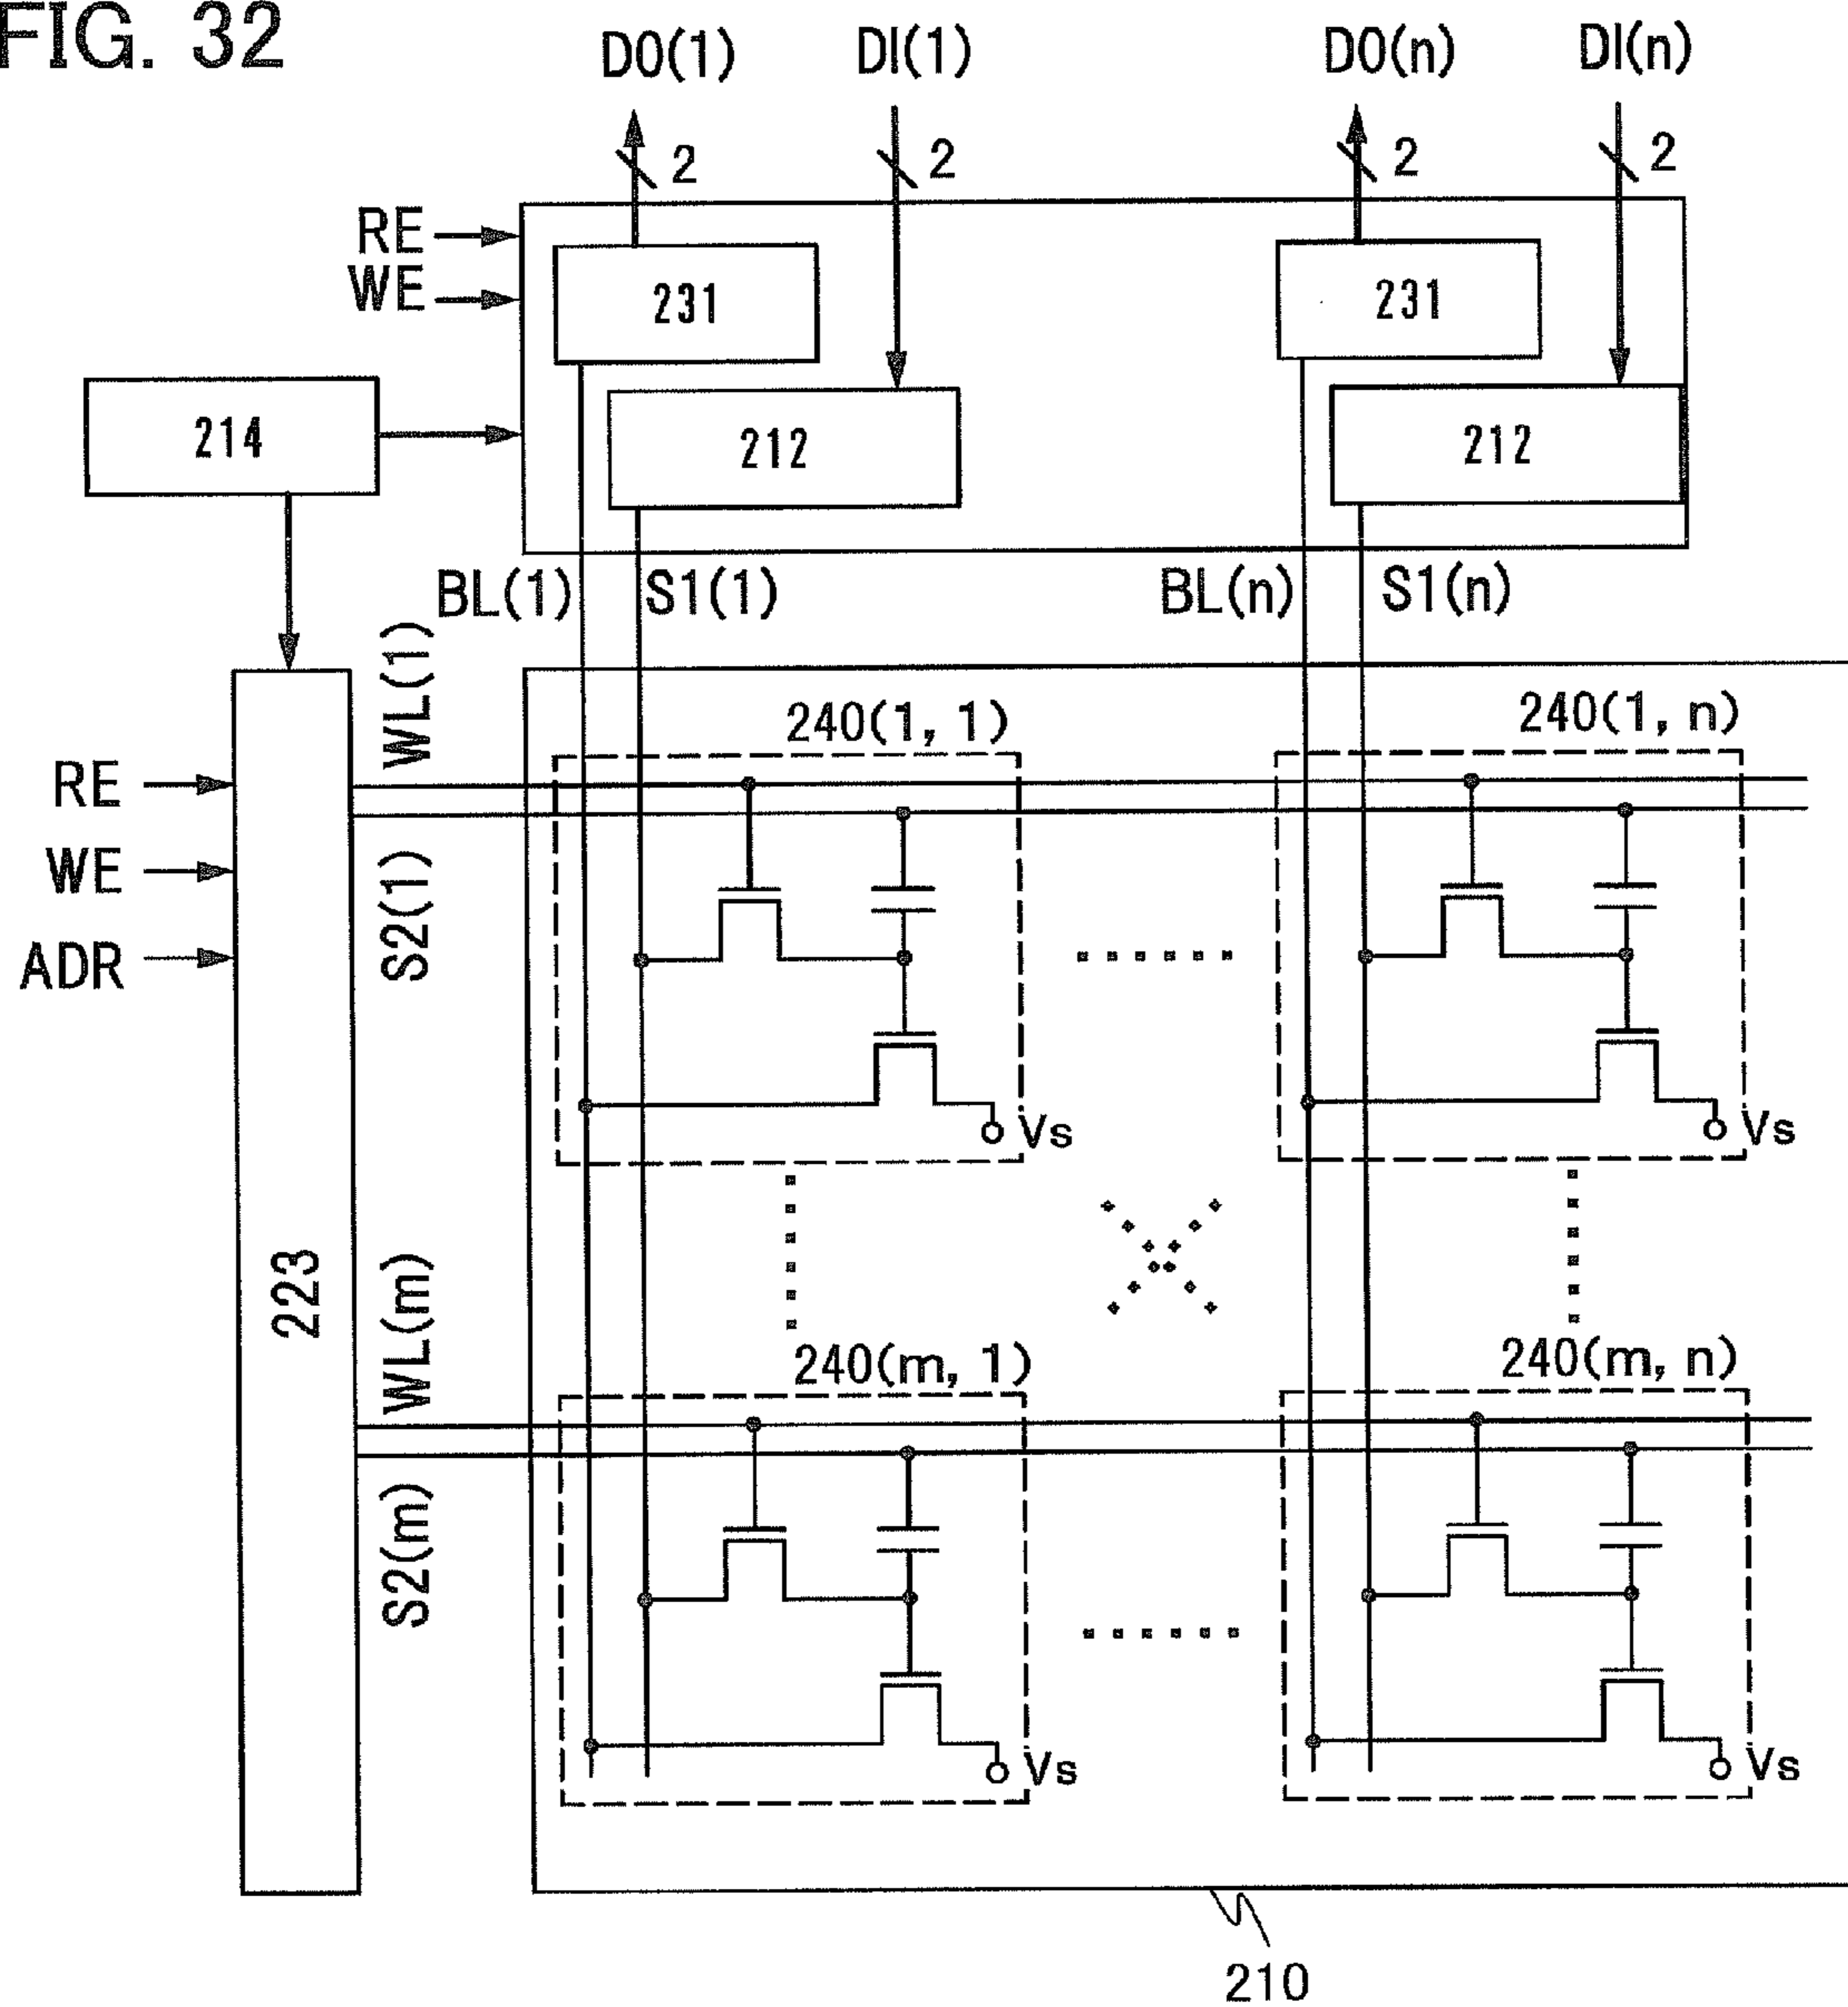 FIG. 32
DO(1) DI(1) DO(n) DI(n)
2 2 2 2
RE
WE
231 231
214
212 212
BL(1) S1(1) BL(n) S1(n)
WL(1)
240(1, 1) 240(1, n)
RE
WE
S2(1)
ADR
Vs Vs
223
WL(m)
240(m, 1) 240(m, n)
S2(m)
Vs Vs
210